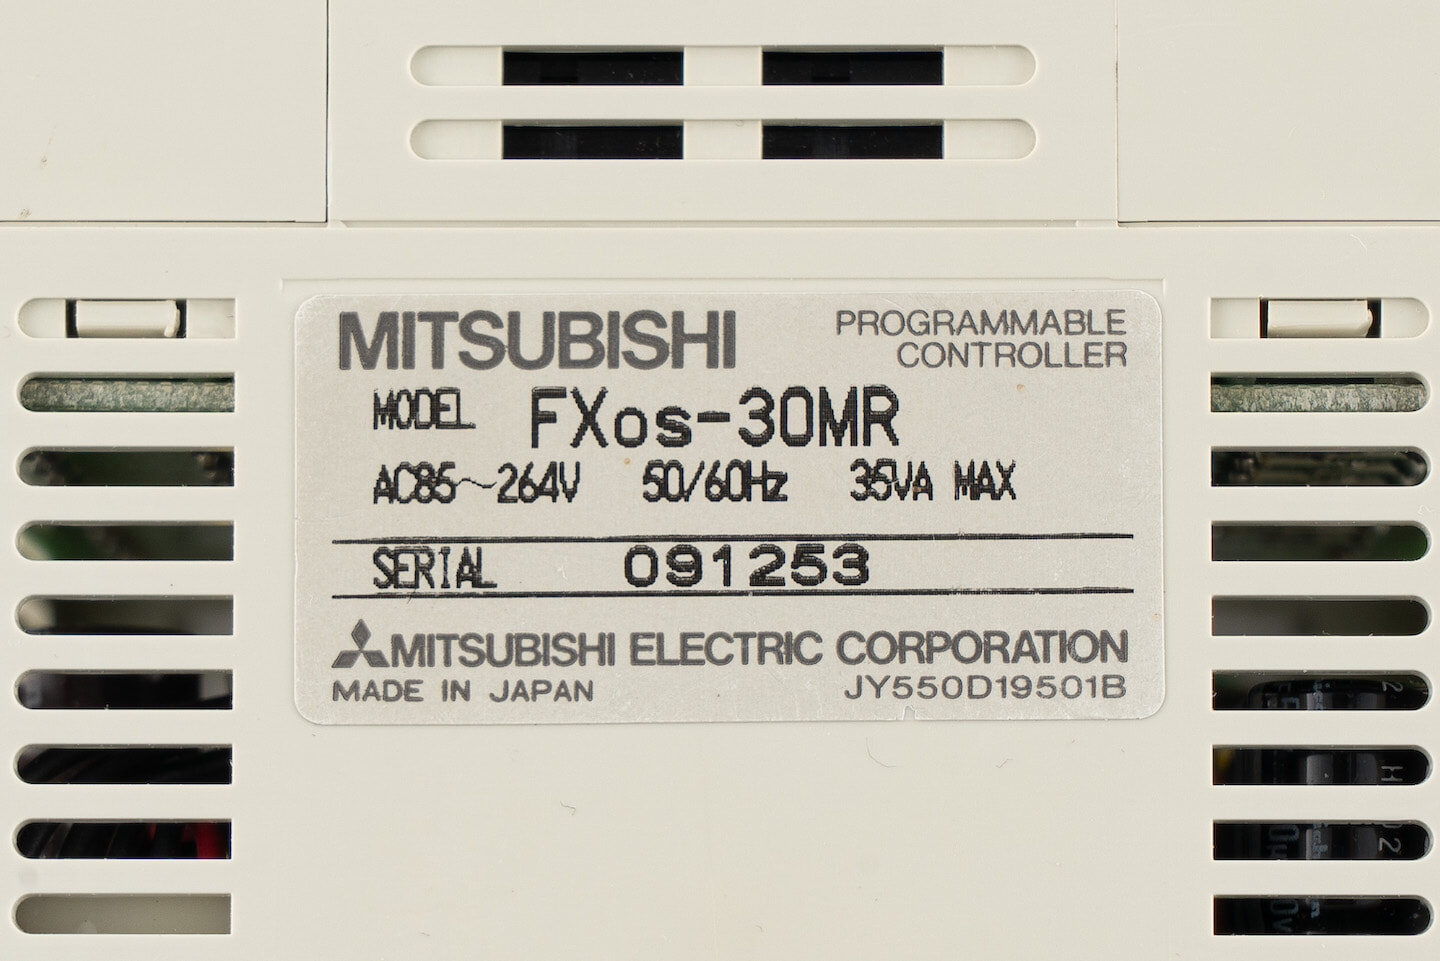 MITSUBISHI
PROGRAMMABLE
CONTROLLER
MODEL FXos-30MR
AC85~264V 50/60Hz 35VA MAX
SERIAL 091253
MITSUBISHI ELECTRIC CORPORATION
MADE IN JAPAN JY550D19501B